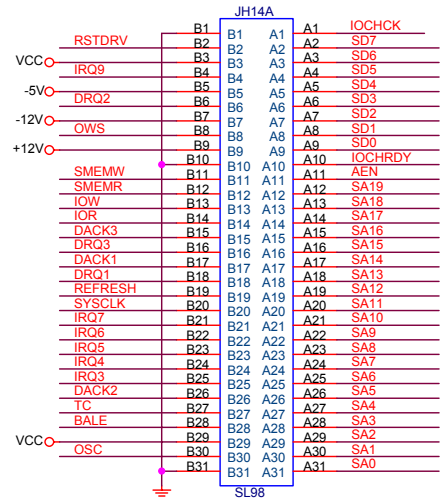 JH14A
B1 B1 A1 A1 IOCHCK
RSTDRV B2 B2 A2 A2 SD7
VCC B3 B3 A3 A3 SD6
IRQ9 B4 B4 A4 A4 SD5
-5V B5 B5 A5 A5 SD4
DRQ2 B6 B6 A6 A6 SD3
-12V B7 B7 A7 A7 SD2
OWS B8 B8 A8 A8 SD1
+12V B9 B9 A9 A9 SD0
B10 B10 A10 A10 IOCHRDY
SMEMW B11 B11 A11 A11 AEN
SMEMR B12 B12 A12 A12 SA19
IOW B13 B13 A13 A13 SA18
IOR B14 B14 A14 A14 SA17
DACK3 B15 B15 A15 A15 SA16
DRQ3 B16 B16 A16 A16 SA15
DACK1 B17 B17 A17 A17 SA14
DRQ1 B18 B18 A18 A18 SA13
REFRESH B19 B19 A19 A19 SA12
SYSCLK B20 B20 A20 A20 SA11
IRQ7 B21 B21 A21 A21 SA10
IRQ6 B22 B22 A22 A22 SA9
IRQ5 B23 B23 A23 A23 SA8
IRQ4 B24 B24 A24 A24 SA7
IRQ3 B25 B25 A25 A25 SA6
DACK2 B26 B26 A26 A26 SA5
TC B27 B27 A27 A27 SA4
BALE B28 B28 A28 A28 SA3
VCC B29 B29 A29 A29 SA2
OSC B30 B30 A30 A30 SA1
B31 B31 A31 A31 SA0
SL98